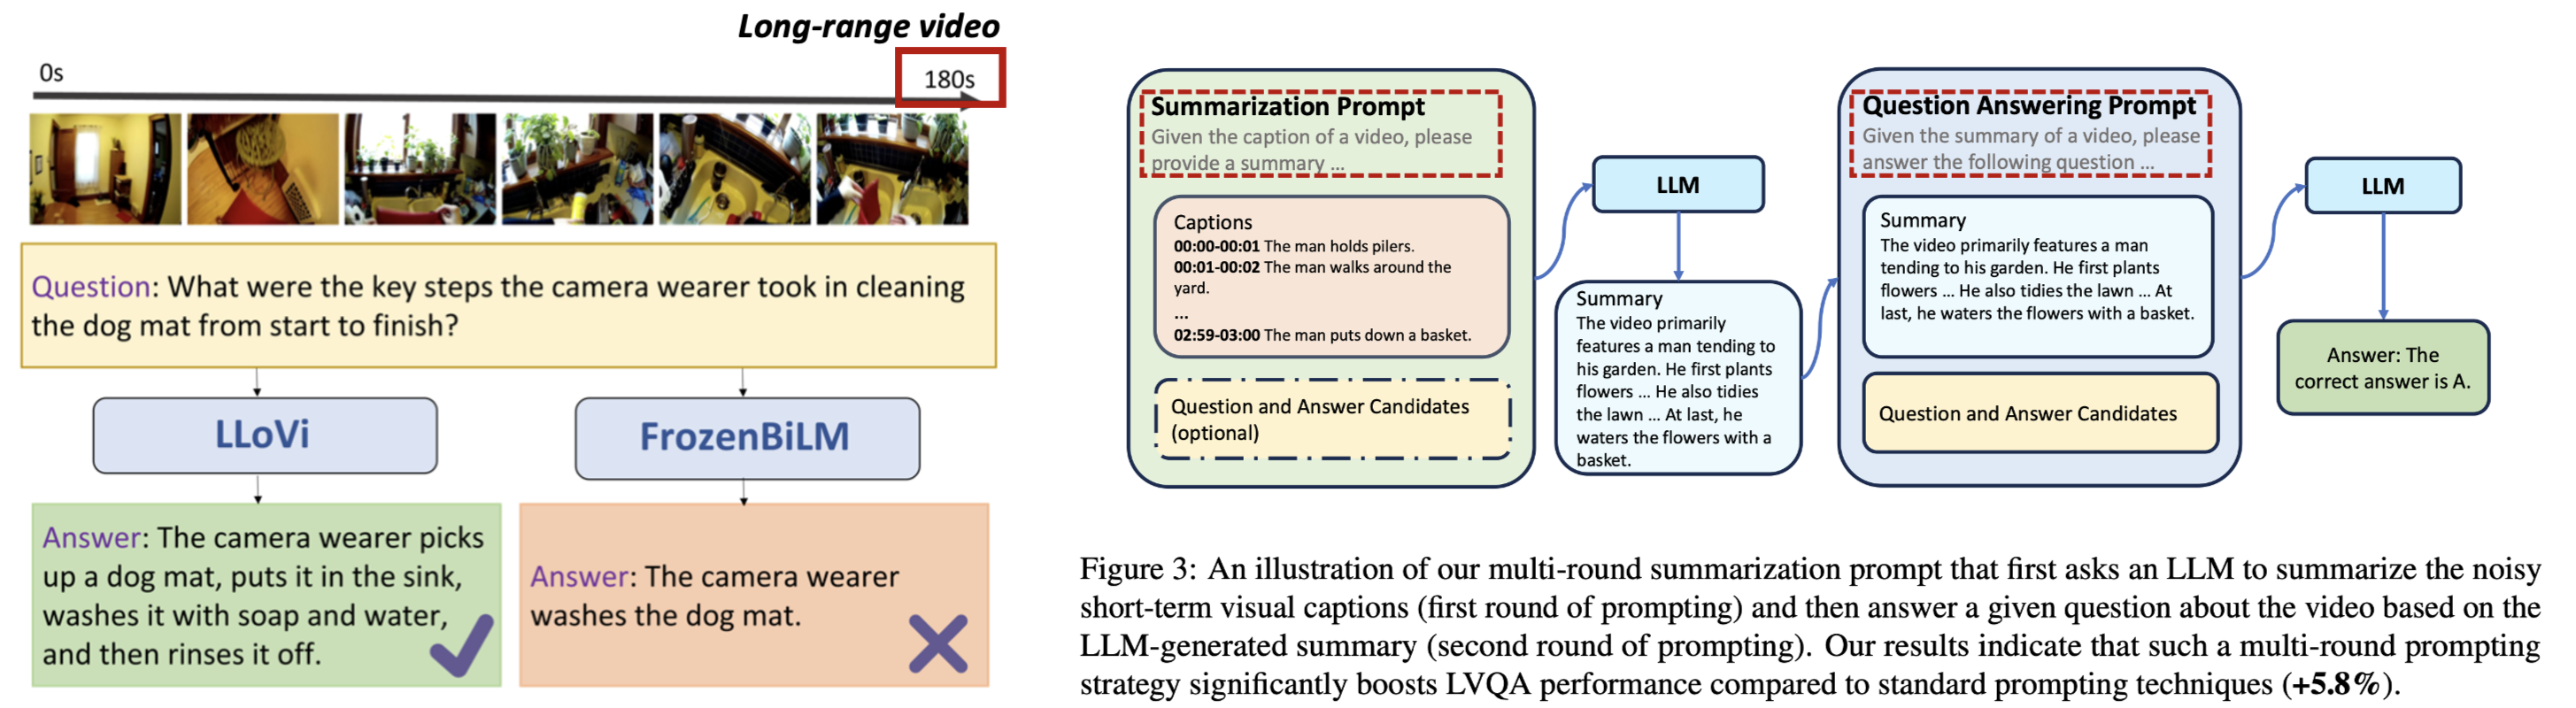 Long-range video
0s
180s
Question: What were the key steps the camera wearer took in cleaning
the dog mat from start to finish?
LLoVi
FrozenBiLM
Answer: The camera wearer picks
up a dog mat, puts it in the sink,
washes it with soap and water,
and then rinses it off.
Answer: The camera wearer
washes the dog mat.
Summarization Prompt
Given the caption of a video, please
provide a summary ...
Captions
00:00-00:01 The man holds pilers.
00:01-00:02 The man walks around the
yard.
...
02:59-03:00 The man puts down a basket.
Question and Answer Candidates
(optional)
LLM
Summary
The video primarily
features a man tending to
his garden. He first plants
flowers ... He also tidies
the lawn ... At last, he
waters the flowers with a
basket.
Question Answering Prompt
Given the summary of a video, please
answer the following question ...
Summary
The video primarily features a man
tending to his garden. He first plants
flowers ... He also tidies the lawn ... At
last, he waters the flowers with a basket.
Question and Answer Candidates
LLM
Answer: The
correct answer is A.
Figure 3: An illustration of our multi-round summarization prompt that first asks an LLM to summarize the noisy
short-term visual captions (first round of prompting) and then answer a given question about the video based on the
LLM-generated summary (second round of prompting). Our results indicate that such a multi-round prompting
strategy significantly boosts LVQA performance compared to standard prompting techniques (+5.8%).